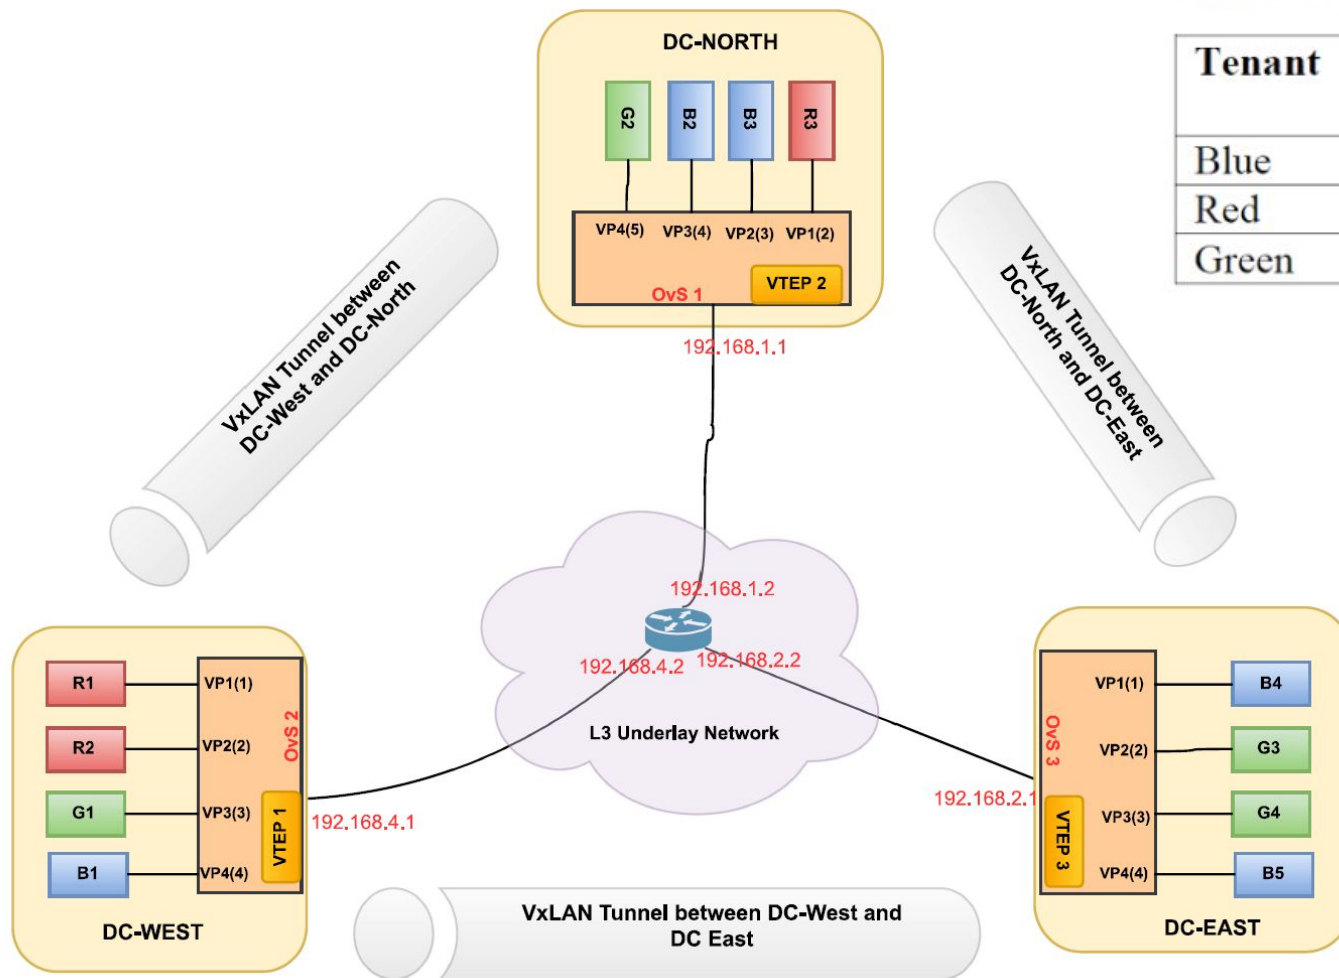 DC-NORTH
G2
B2
B3
R3
VP4(5)
VP3(4)
VP2(3)
VP1(2)
OvS 1
VTEP 2
192.168.1.1
Tenant
Blue
Red
Green
VxLAN Tunnel between
DC-West and DC-North
VxLAN Tunnel between
DC-North and DC-East
192.168.1.2
192.168.4.2
192.168.2.2
L3 Underlay Network
R1
R2
G1
B1
VP1(1)
VP2(2)
VP3(3)
VP4(4)
OvS 2
VTEP 1
192.168.4.1
DC-WEST
192.168.2.1
OvS 3
VTEP 3
VP1(1)
VP2(2)
VP3(3)
VP4(4)
B4
G3
G4
B5
DC-EAST
VxLAN Tunnel between DC-West and
DC East